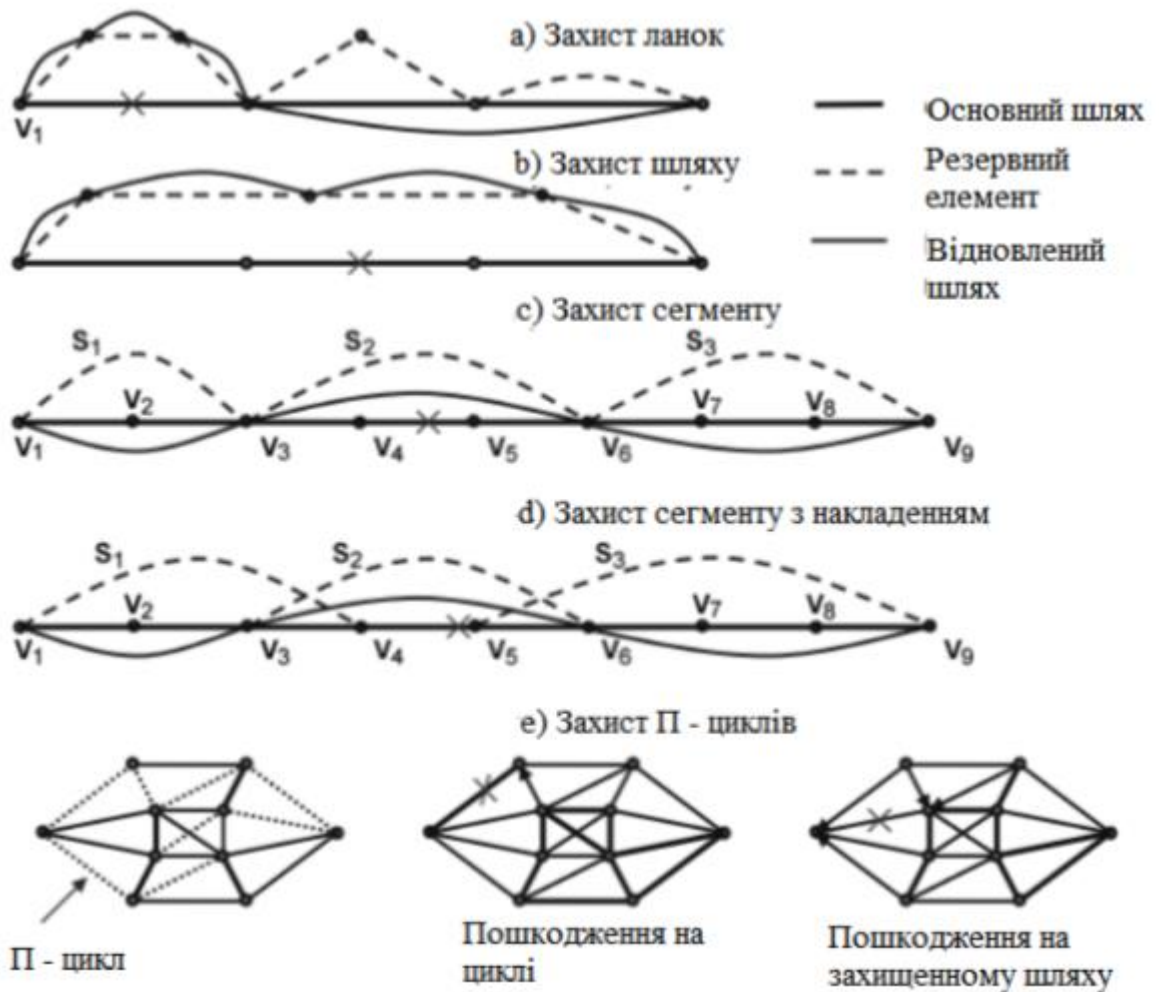 a) Захист ланок
V1
Основний шлях
b) Захист шляху
Резервний
елемент
Відновлений
шлях
c) Захист сегменту
S1 S2 S3
V2 V7 V8
V1 V3 V4 V5 V6 V9
d) Захист сегменту з накладенням
S1 S2 S3
V2 V7 V8
V1 V3 V4 V5 V6 V9
e) Захист П - циклів
П - цикл
Пошкодження на
циклі
Пошкодження на
захищенному шляху